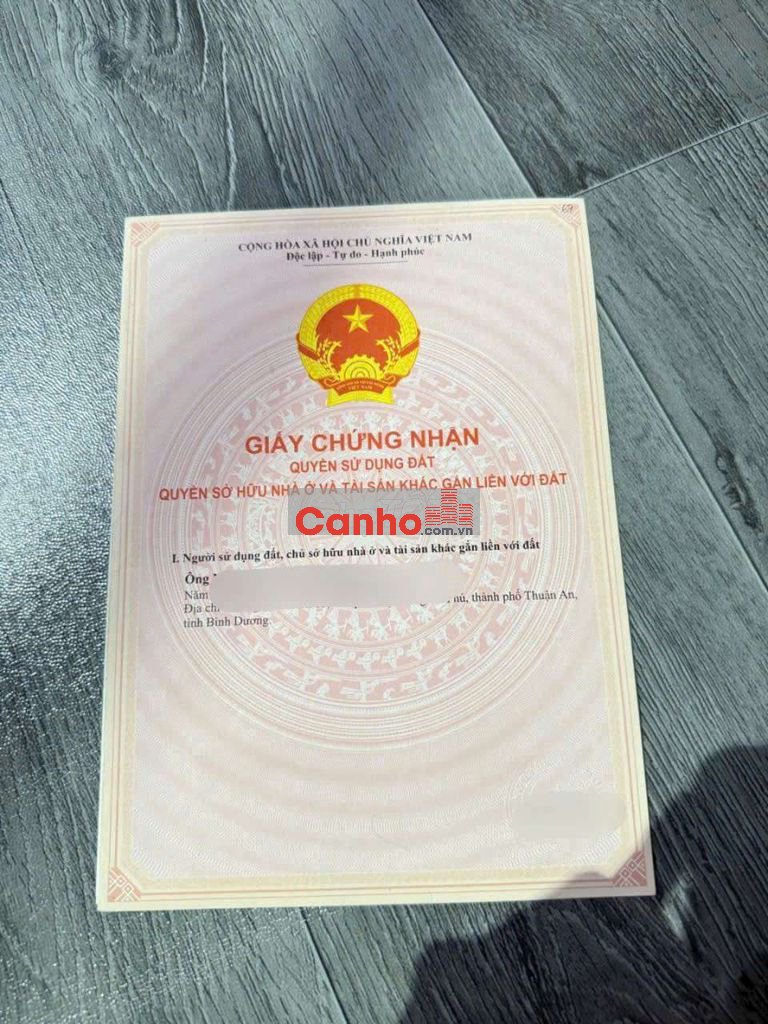 CỘNG HÒA XÃ HỘI CHỦ NGHĨA VIỆT NAM
Độc lập - Tự do - Hạnh phúc
GIẤY CHỨNG NHẬN
QUYỀN SỬ DỤNG ĐẤT
QUYỀN SỞ HỮU NHÀ Ở VÀ TÀI SẢN KHÁC GẮN LIỀN VỚI ĐẤT
Canho.com.vn
I. Người sử dụng đất, chủ sở hữu nhà ở và tài sản khác gắn liền với đất
Ông
Năm
Địa thành phố Thuận An,
tỉnh Bình Dương.